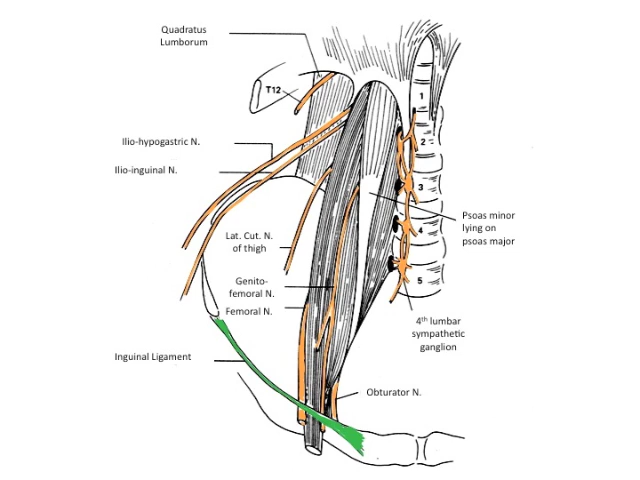 Quadratus
Lumborum
T12
1
Ilio-hypogastric N.
2
Ilio-inguinal N.
3
Psoas minor
lying on
psoas major
4
Lat. Cut. N.
of thigh
Genito-
femoral N.
5
Femoral N.
4th lumbar
sympathetic
ganglion
Inguinal Ligament
Obturator N.